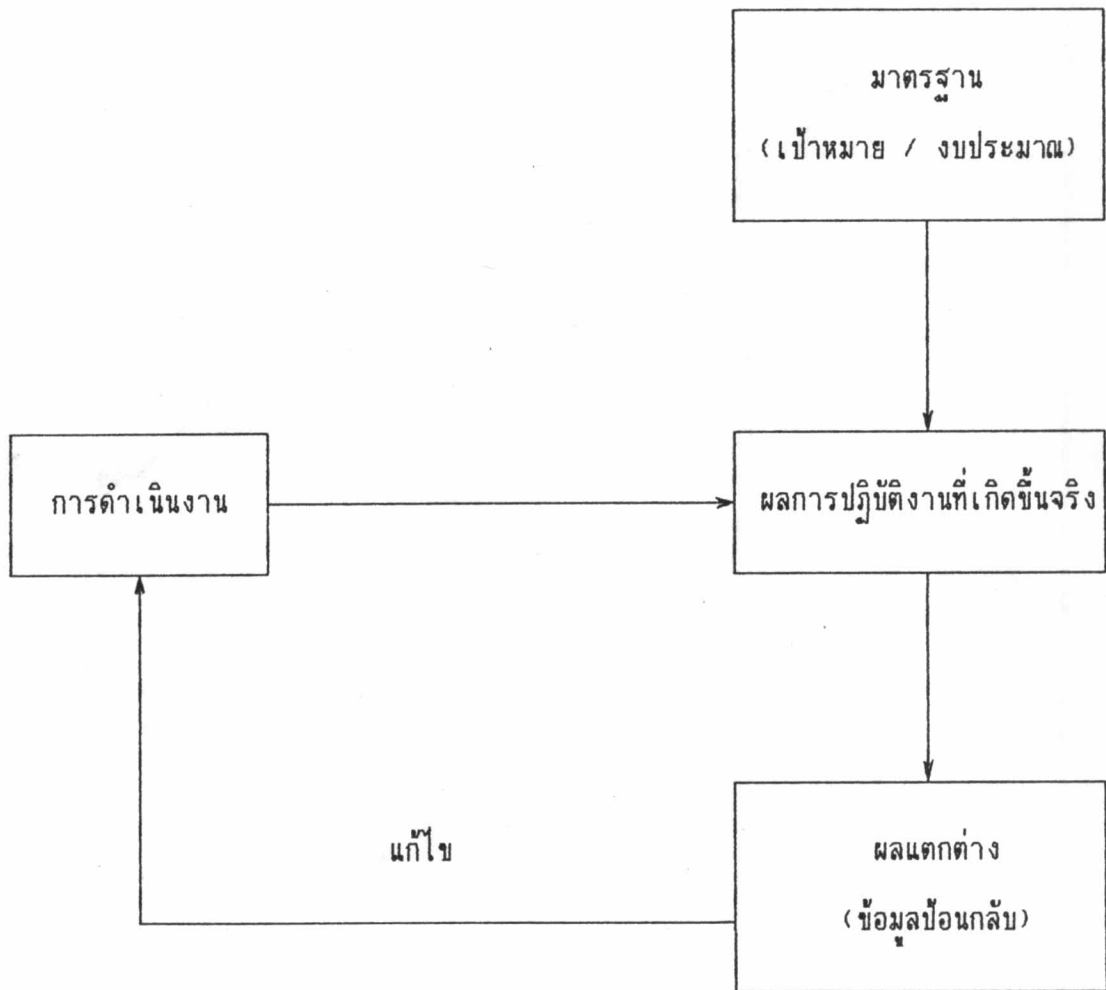 มาตรฐาน
(เป้าหมาย / งบประมาณ)
การดำเนินงาน
ผลการปฏิบัติงานที่เกิดขึ้นจริง
แก้ไข
ผลแตกต่าง
(ข้อมูลป้อนกลับ)